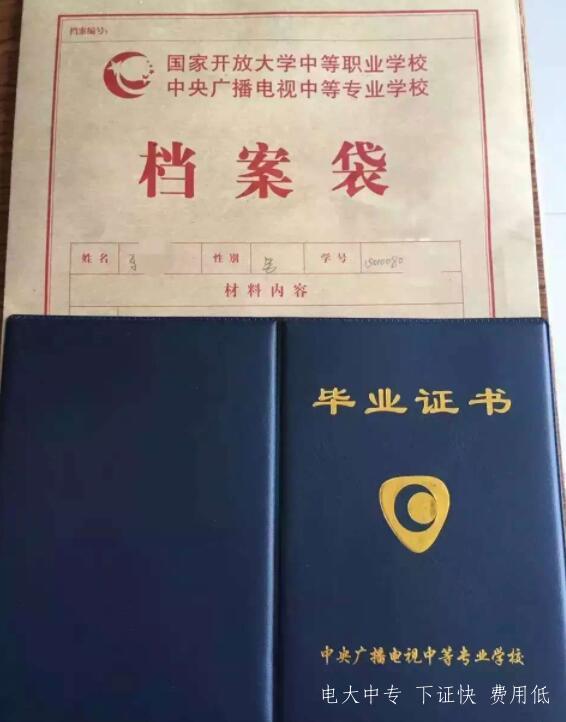 档案编号:
国家开放大学中等职业学校
中央广播电视中等专业学校
档案袋
姓名 性别 学号
材料内容
毕业证书
中央广播电视中等专业学校
电大中专 下证快 费用低